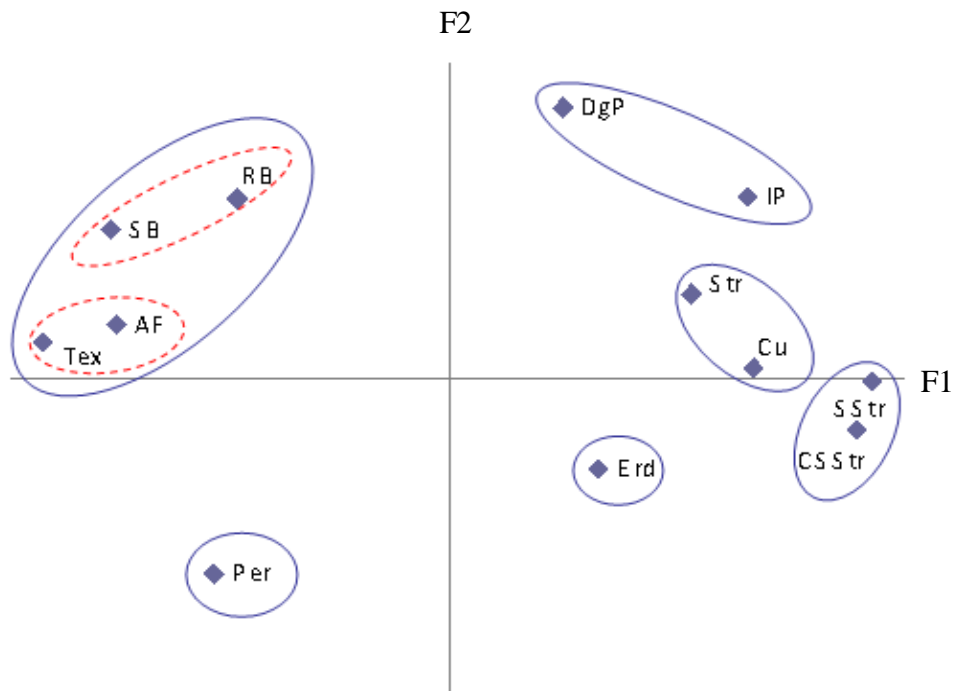 F2
DgP
RB
IP
SB
Str
AF
Tex
Cu
F1
SStr
CSStr
Erd
Per